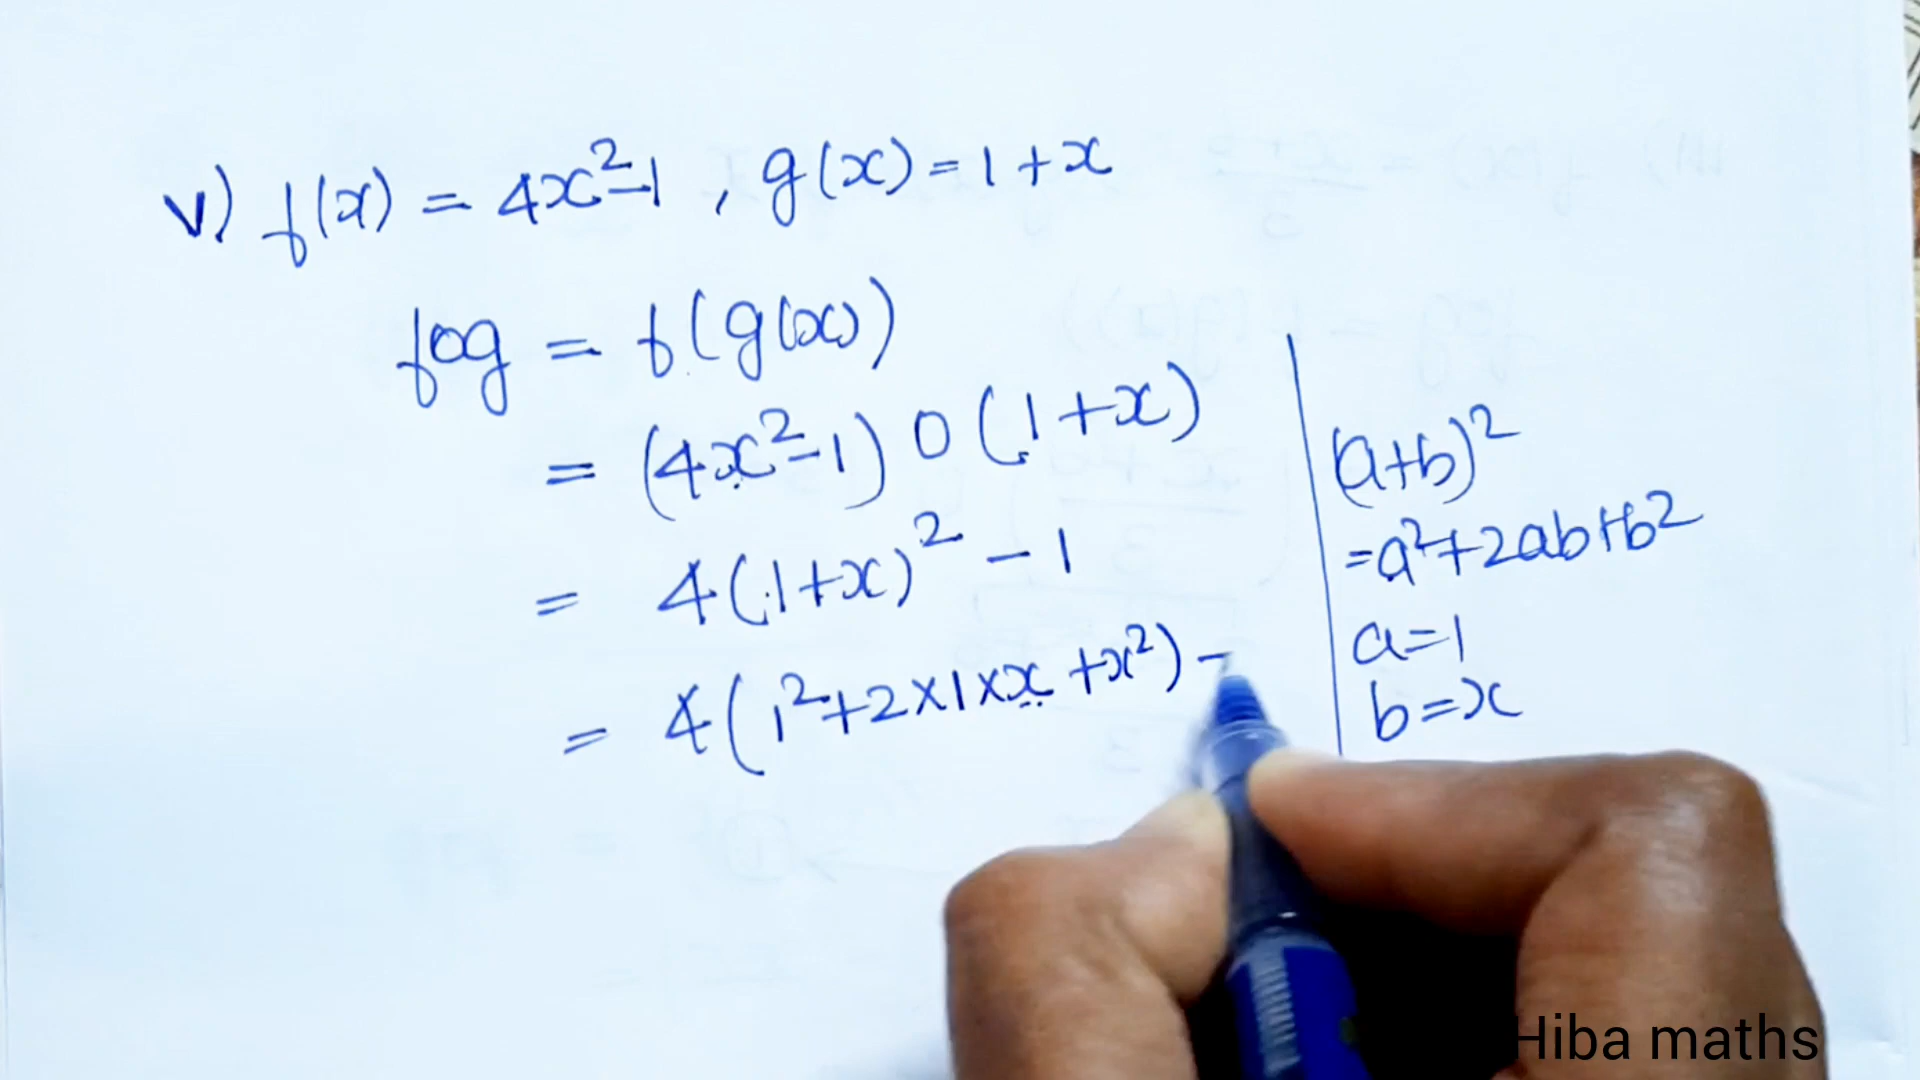 v) f(x) = 4x²-1 , g(x) = 1+x
fog = f(g(x))
= (4x²-1) o (1+x)
= 4(1+x)² - 1
= 4(1²+2×1×x+x²) -
(a+b)²
=a²+2ab+b²
a=1
b=x
Hiba maths